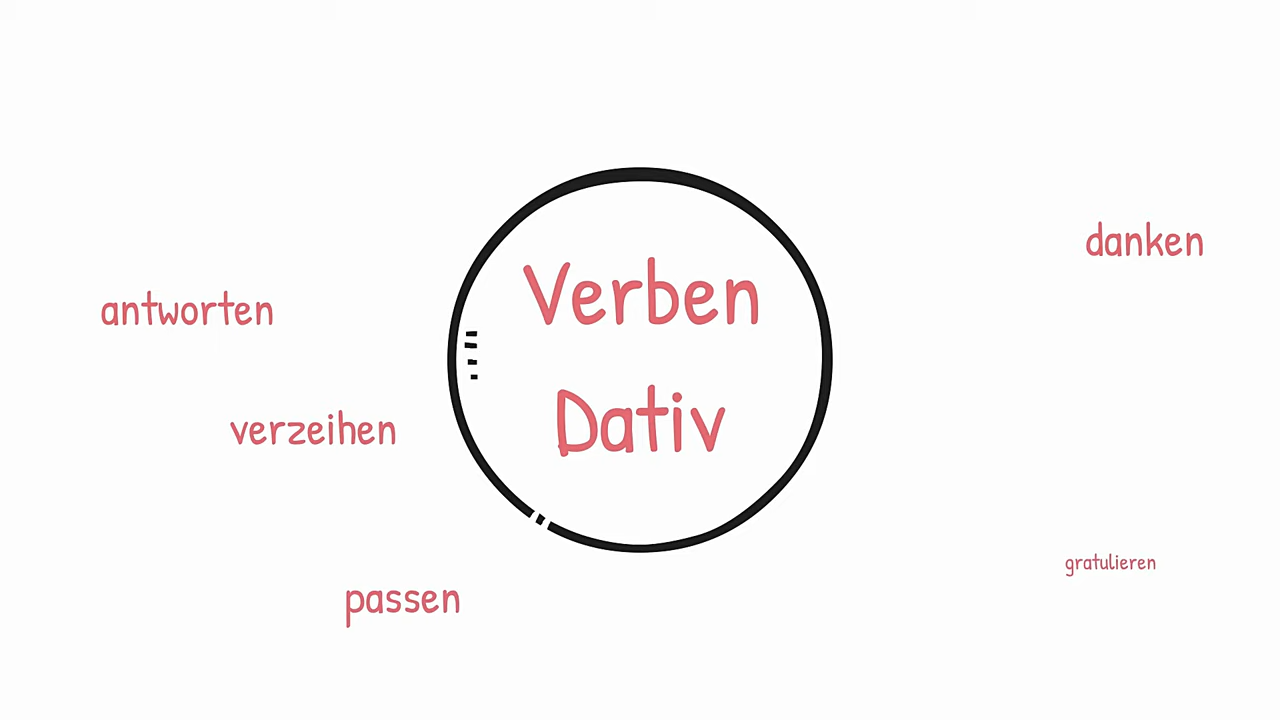 danken
Verben
antworten
Dativ
verzeihen
gratulieren
passen